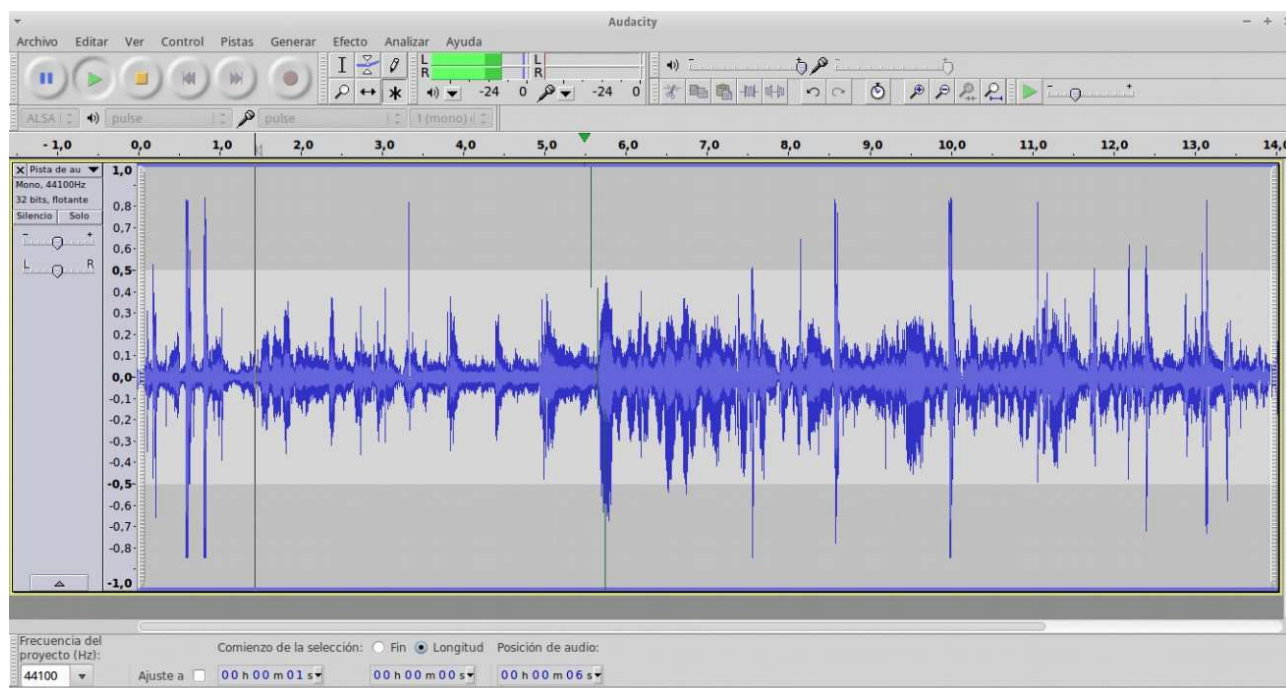 Audacity
Archivo Editar Ver Control Pistas Generar Efecto Analizar Ayuda
L
R
-24 0
L
R
-24 0
ALSA pulse pulse 1 (mono)
- 1,0 0,0 1,0 2,0 3,0 4,0 5,0 6,0 7,0 8,0 9,0 10,0 11,0 12,0 13,0 14,0
X Pista de au
Mono, 44100Hz
32 bits, flotante
Silencio Solo
- +
L R
1,0
0,8
0,7
0,6
0,5
0,4
0,3
0,2
0,1
0,0
-0,1
-0,2
-0,3
-0,4
-0,5
-0,6
-0,7
-0,8
-1,0
Frecuencia del
proyecto (Hz):
44100
Ajuste a
Comienzo de la selección: Fin Longitud Posición de audio:
00 h 00 m 01 s 00 h 00 m 00 s 00 h 00 m 06 s